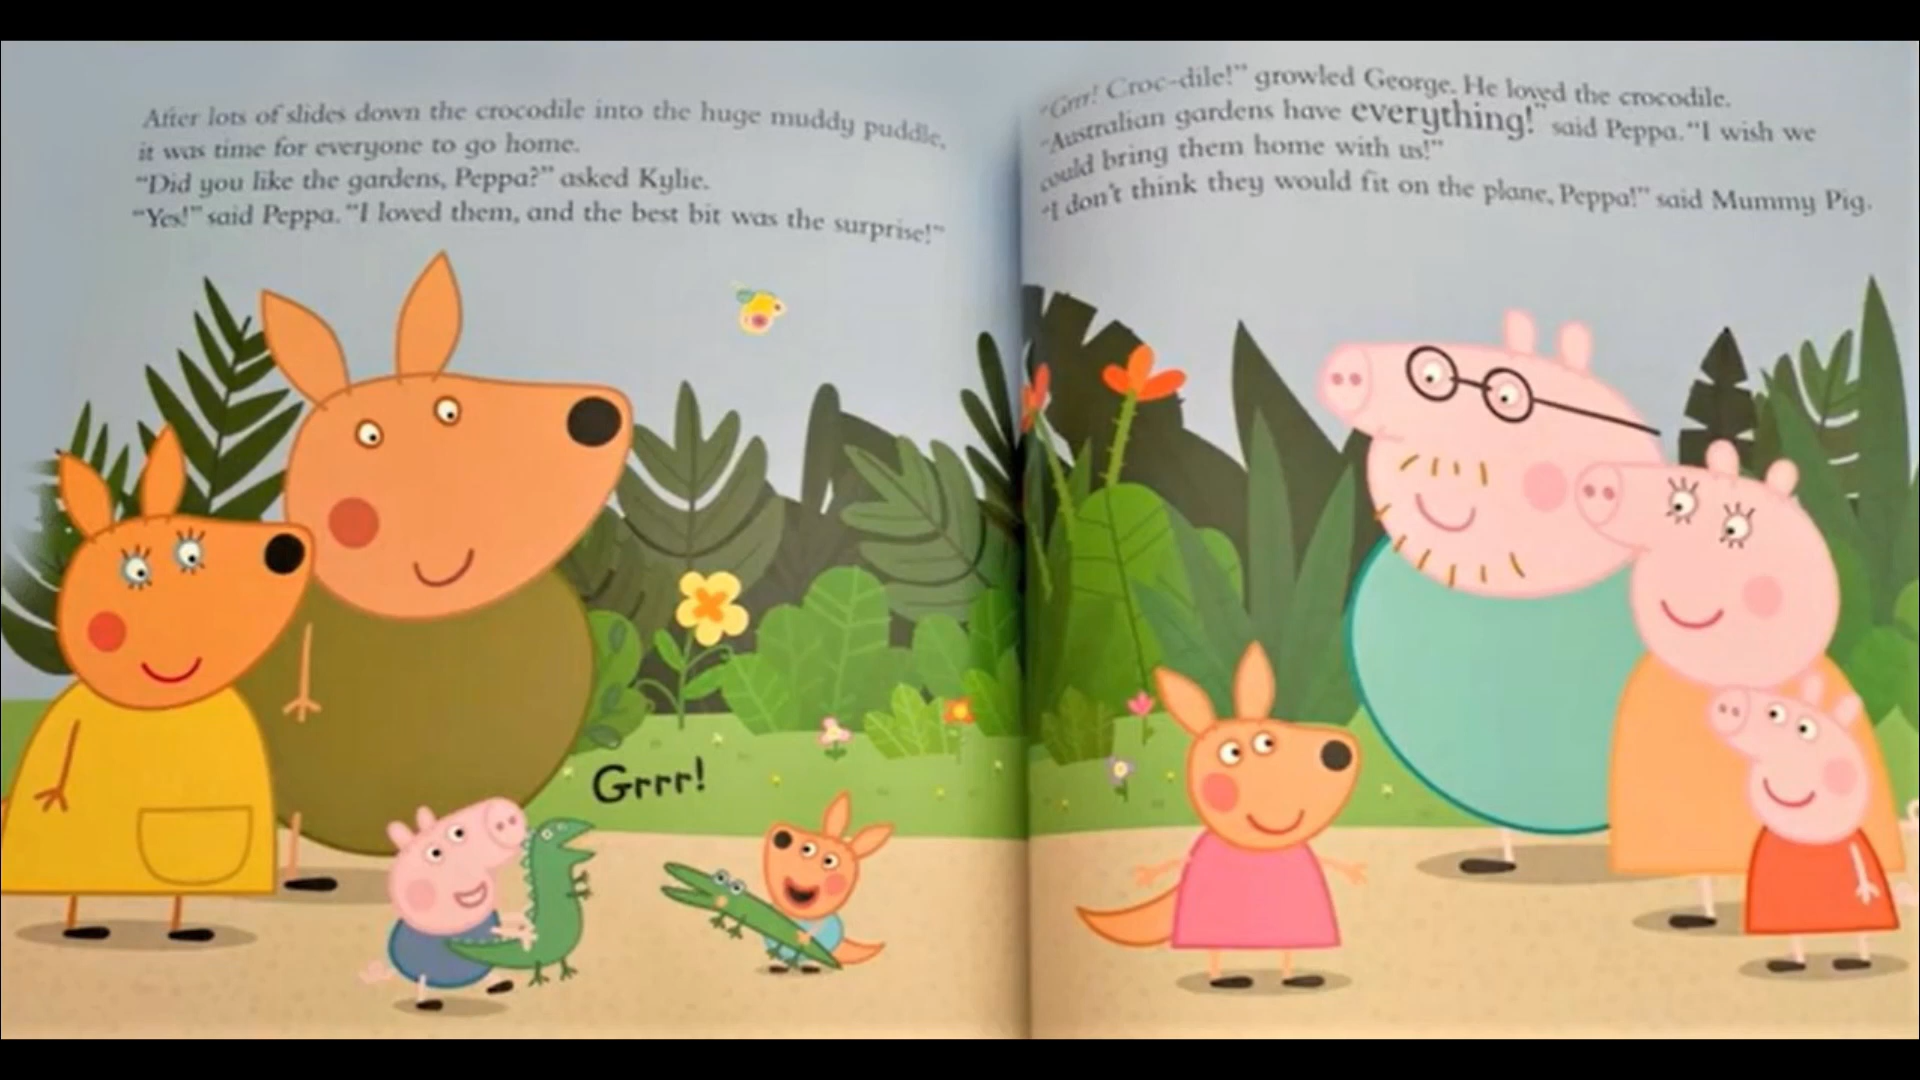 After lots of slides down the crocodile into the huge muddy puddle,
it was time for everyone to go home.
“Did you like the gardens, Peppa?” asked Kylie.
“Yes!” said Peppa. “I loved them, and the best bit was the surprise!”
Grrr!
“Grrr! Croc-dile!” growled George. He loved the crocodile.
“Australian gardens have everything!” said Peppa. “I wish we
could bring them home with us!”
“I don't think they would fit on the plane, Peppa!” said Mummy Pig.